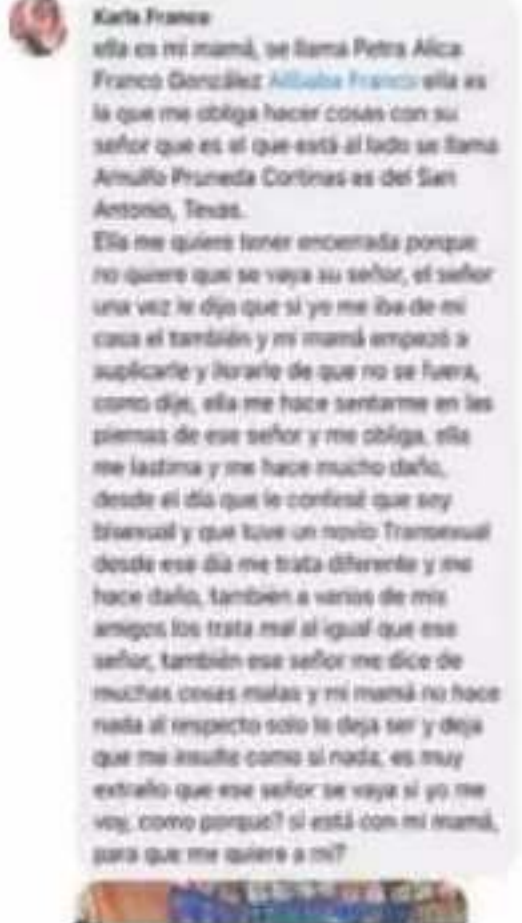 Karla Franco
ella es mi mamá, se llama Petra Alica
Franco González Alibaba Franco ella es
la que me obliga hacer cosas con su
señor que es el que está al lado se llama
Arnulfo Pruneda Cortinas es del San
Antonio, Texas.
Ella me quiere tener encerrada porque
no quiere que se vaya su señor, el señor
una vez le dijo que si yo me iba de mi
casa el también y mi mamá empezó a
suplicarle y llorarle de que no se fuera,
como dije, ella me hace sentarme en las
piernas de ese señor y me obliga, ella
me lastima y me hace mucho daño,
desde el día que le confesé que soy
bisexual y que tuve un novio Transexual
desde ese día me trata diferente y me
hace daño, tambien a varios de mis
amigos los trata mal al igual que ese
señor, también ese señor me dice de
muchas cosas malas y mi mamá no hace
nada al respecto solo lo deja ser y deja
que me insulte como si nada, es muy
extraño que ese señor se vaya si yo me
voy, como porque? si está con mi mamá,
para que me quiere a mi?